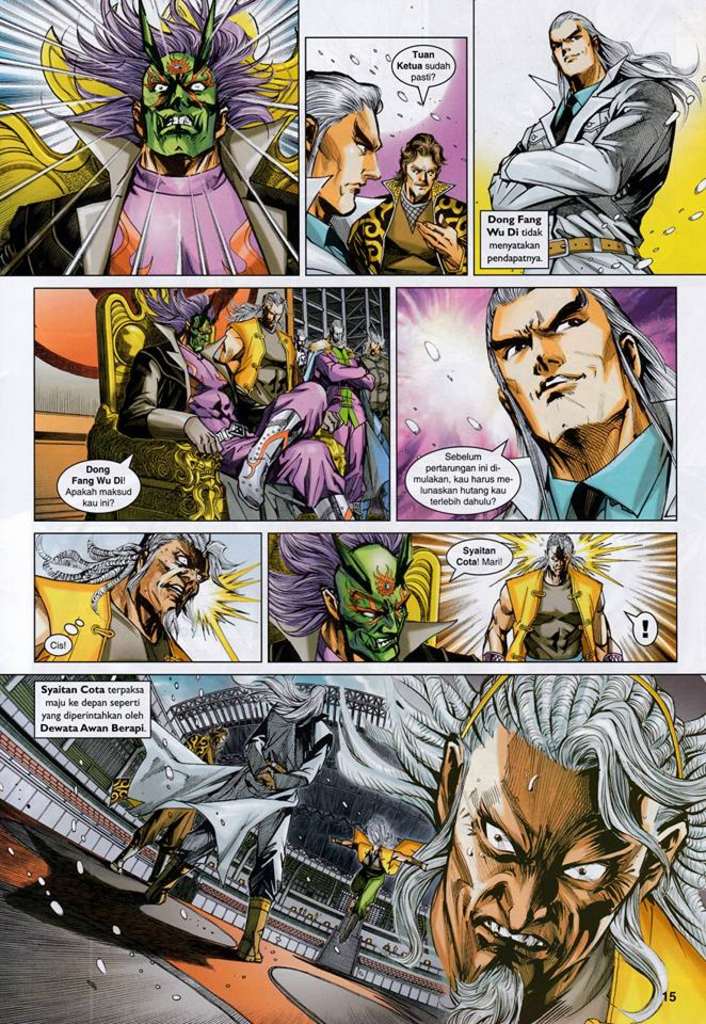 Tuan
Ketua sudah
pasti?
Dong Fang
Wu Di tidak
menyatakan
pendapatnya.
Dong
Fang Wu Di!
Apakah maksud
kau ini?
Sebelum
pertarungan ini di-
mulakan, kau harus me-
lunaskan hutang kau
terlebih dahulu?
Cis!
Syaitan
Cota! Mari!
!
Syaitan Cota terpaksa
maju ke depan seperti
yang diperintahkan oleh
Dewata Awan Berapi.
15